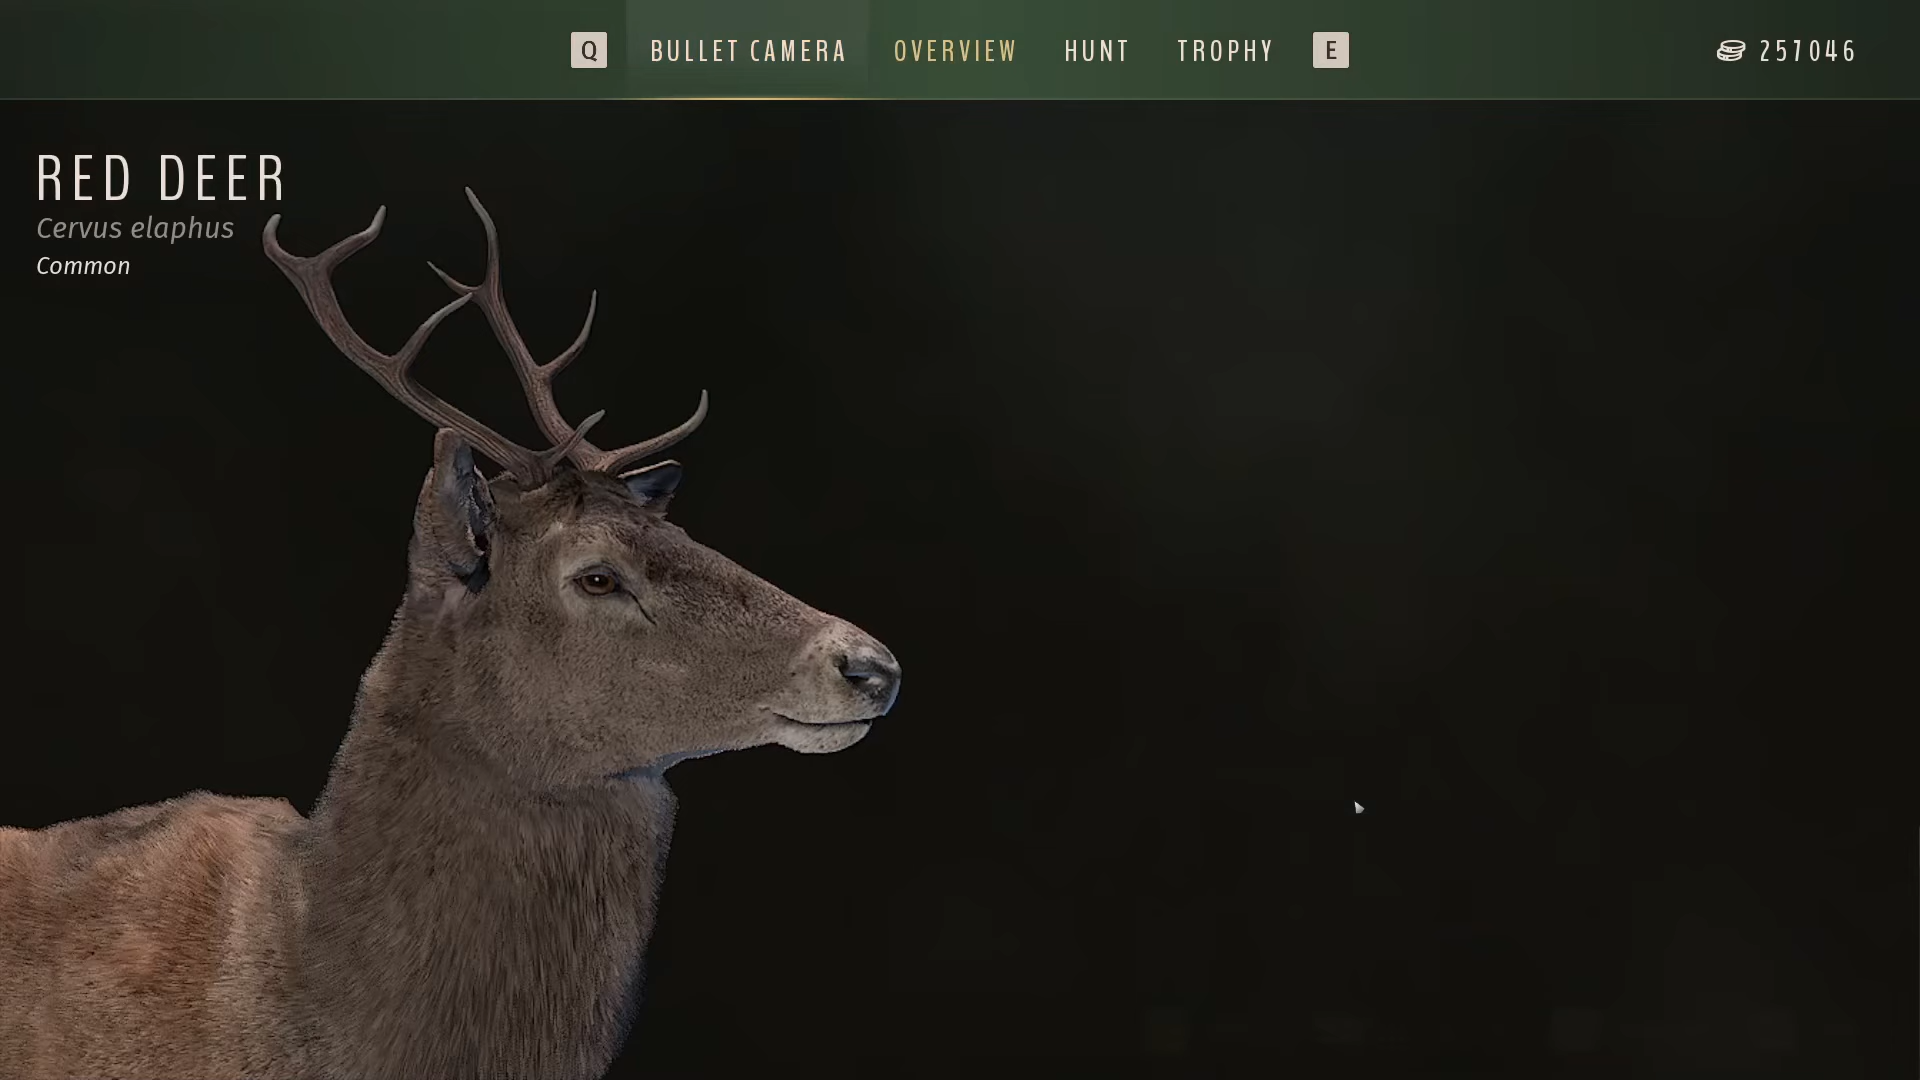 Q BULLET CAMERA OVERVIEW HUNT TROPHY E 257046
RED DEER
Cervus elaphus
Common